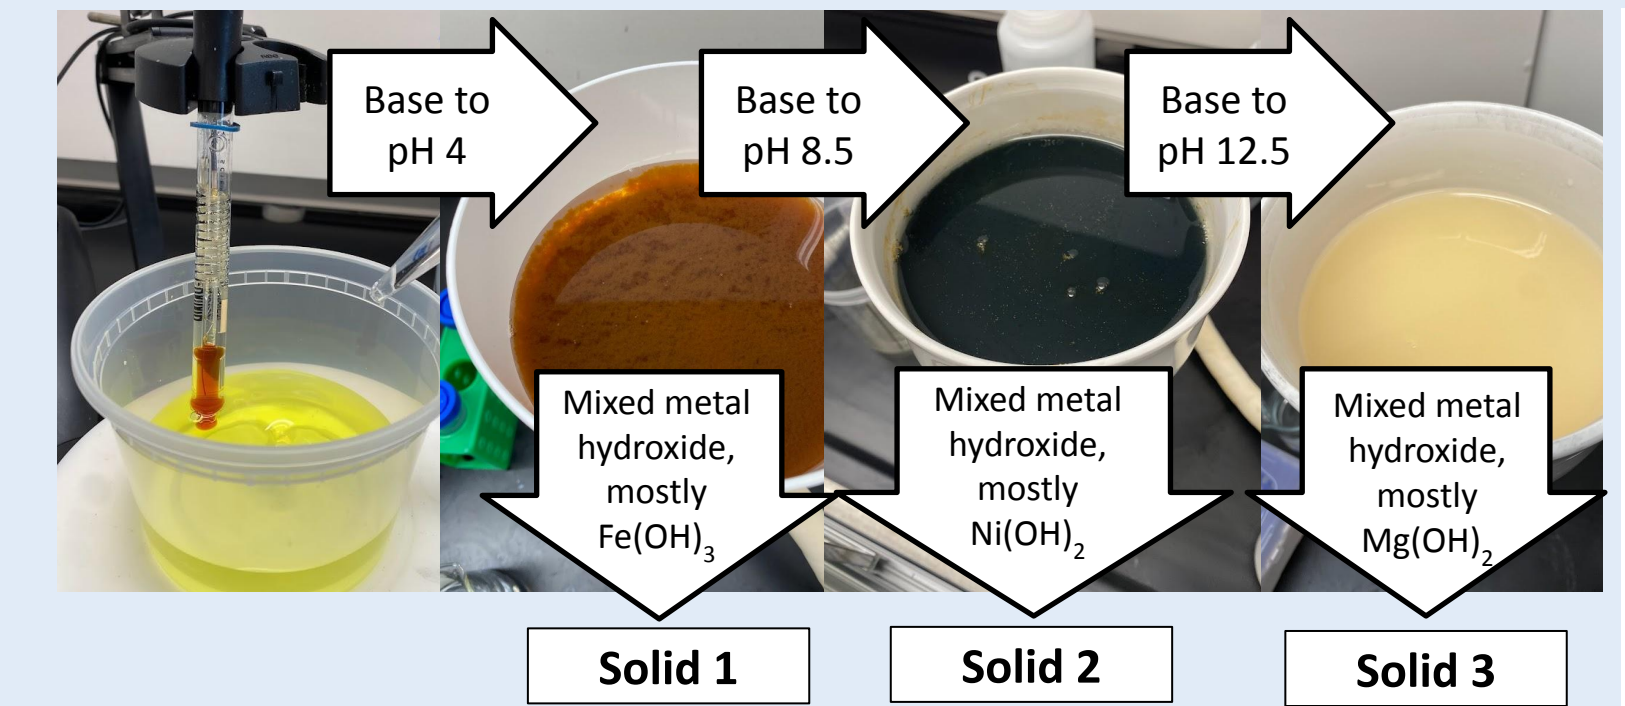 Base to
pH 4
Base to
pH 8.5
Base to
pH 12.5
Mixed metal
hydroxide,
mostly
Fe(OH)₃
Mixed metal
hydroxide,
mostly
Ni(OH)₂
Mixed metal
hydroxide,
mostly
Mg(OH)₂
Solid 1
Solid 2
Solid 3